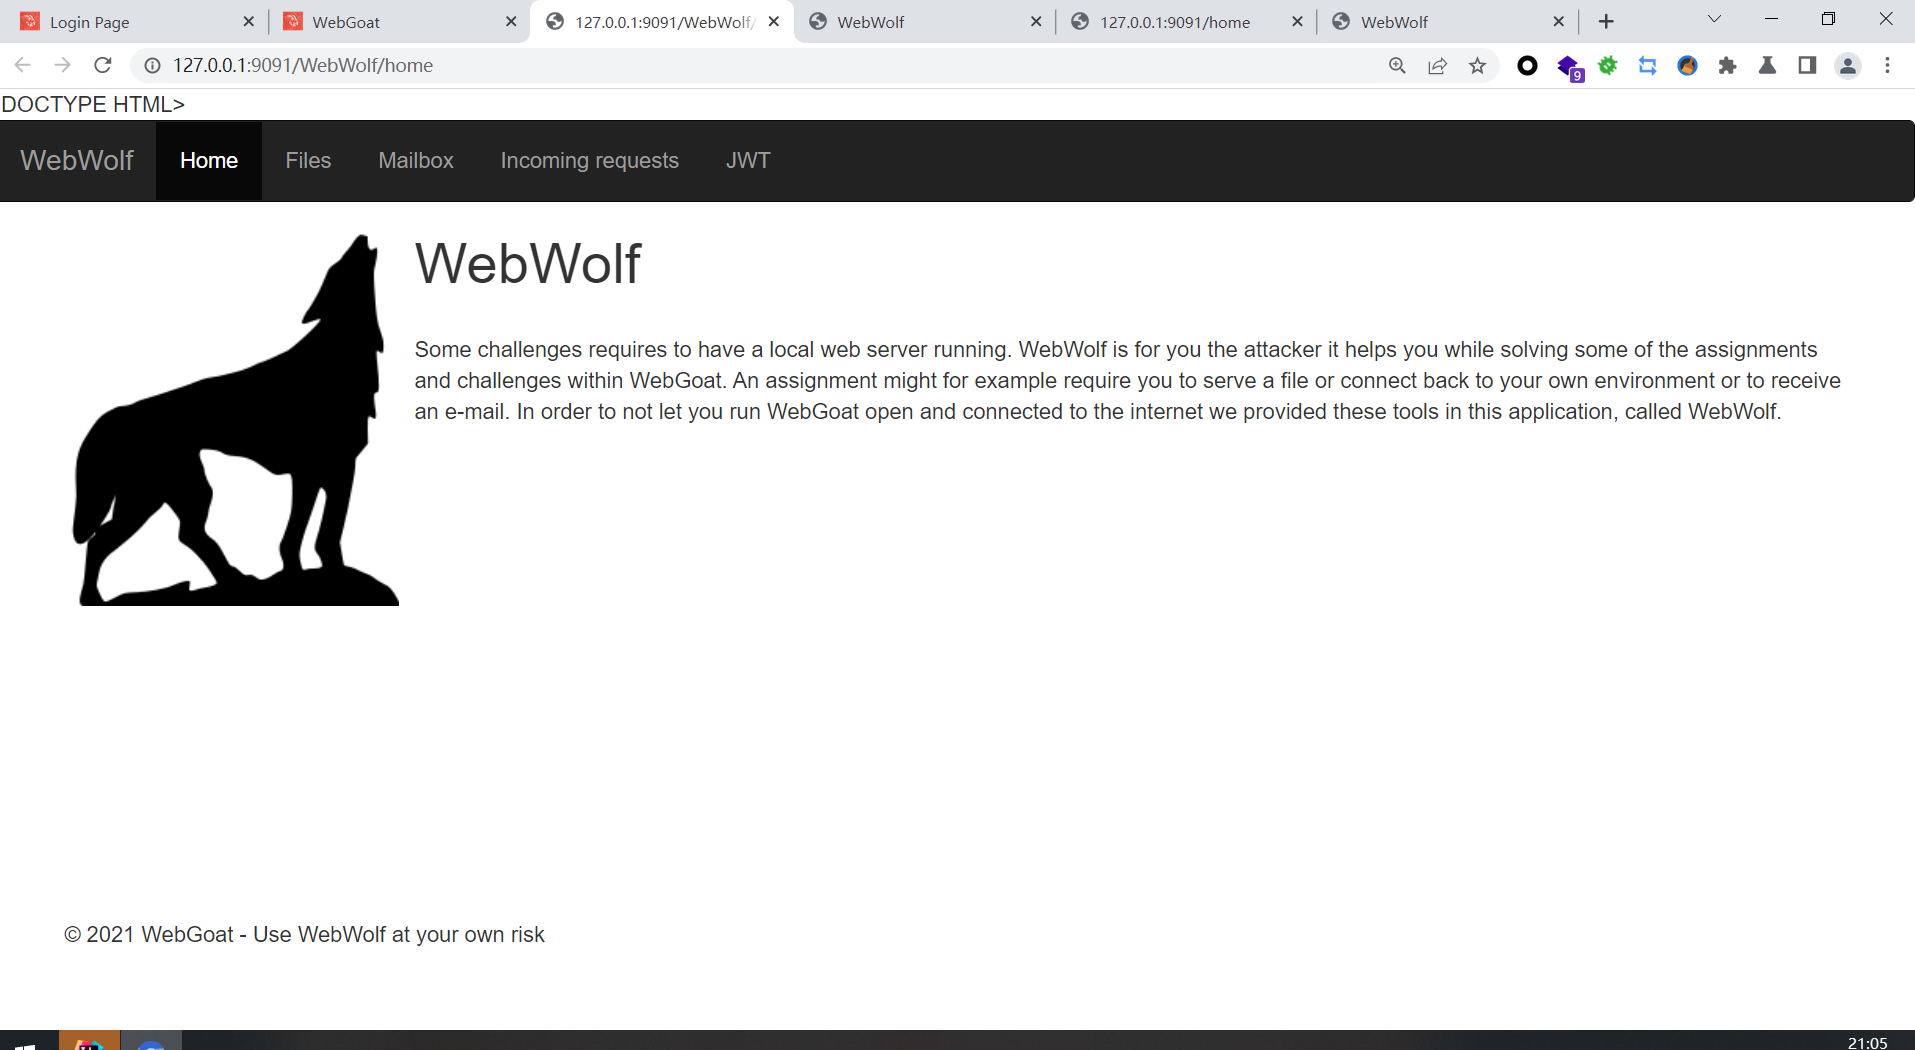 Login Page
WebGoat
127.0.0.1:9091/WebWolf/
WebWolf
127.0.0.1:9091/home
WebWolf
127.0.0.1:9091/WebWolf/home
9
DOCTYPE HTML>
WebWolf Home Files Mailbox Incoming requests JWT
WebWolf
Some challenges requires to have a local web server running. WebWolf is for you the attacker it helps you while solving some of the assignments
and challenges within WebGoat. An assignment might for example require you to serve a file or connect back to your own environment or to receive
an e-mail. In order to not let you run WebGoat open and connected to the internet we provided these tools in this application, called WebWolf.
© 2021 WebGoat - Use WebWolf at your own risk
21:05